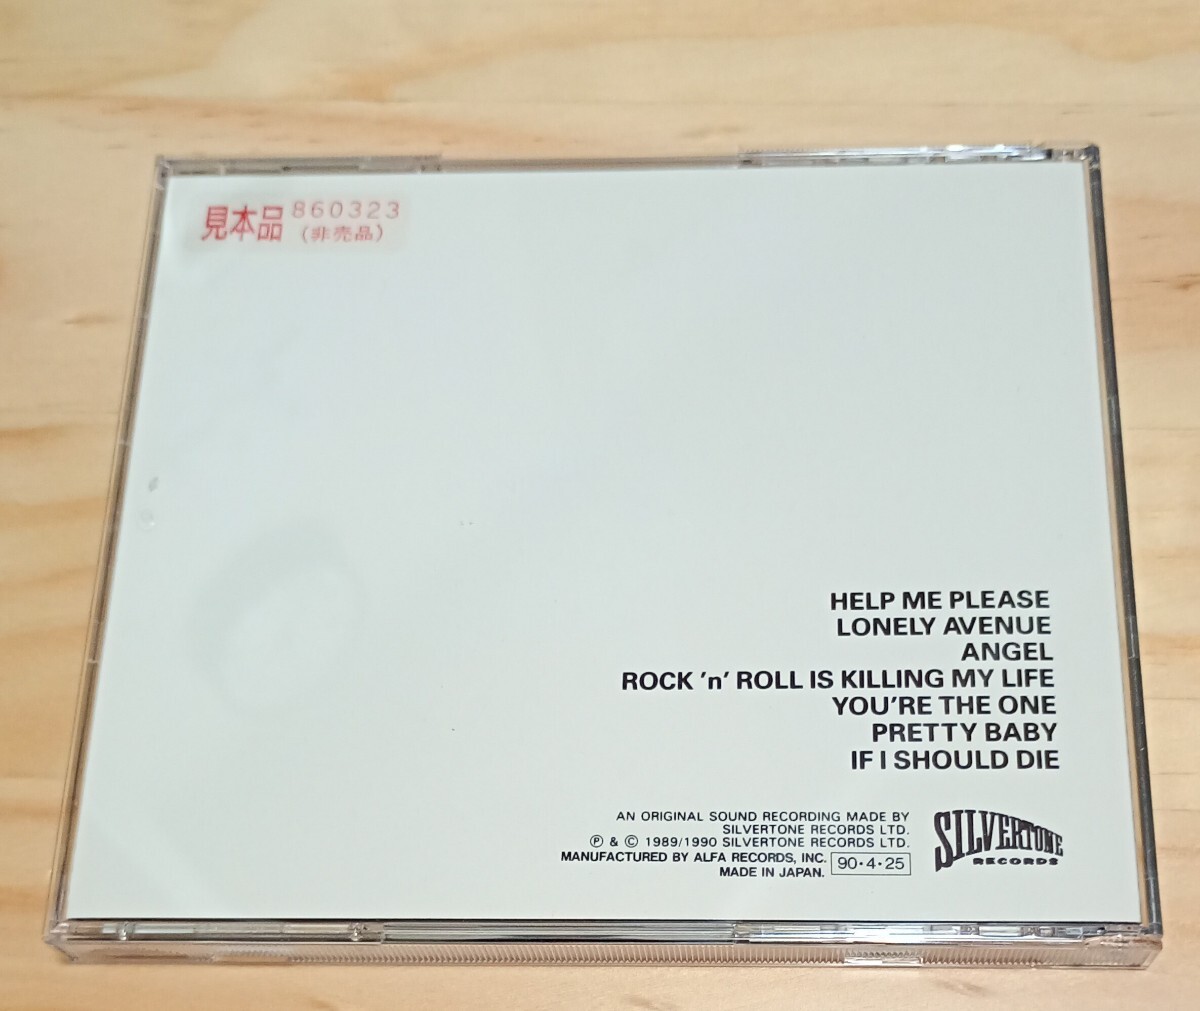 見本品 860323
(非売品)
HELP ME PLEASE
LONELY AVENUE
ANGEL
ROCK 'n' ROLL IS KILLING MY LIFE
YOU'RE THE ONE
PRETTY BABY
IF I SHOULD DIE
AN ORIGINAL SOUND RECORDING MADE BY
SILVERTONE RECORDS LTD.
℗ & © 1989/1990 SILVERTONE RECORDS LTD.
MANUFACTURED BY ALFA RECORDS, INC. 90・4・25
MADE IN JAPAN.
SILVERTONE
RECORDS